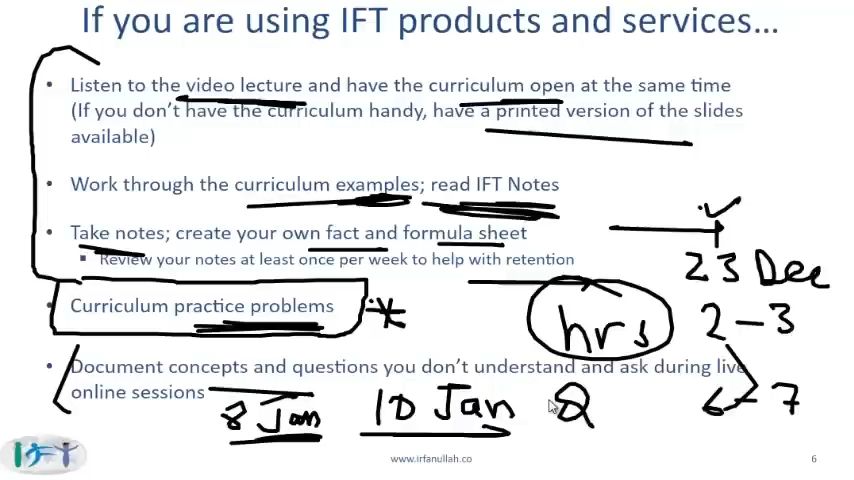 If you are using IFT products and services...
• Listen to the video lecture and have the curriculum open at the same time
(If you don't have the curriculum handy, have a printed version of the slides
available)
• Work through the curriculum examples; read IFT Notes
• Take notes; create your own fact and formula sheet
▪ Review your notes at least once per week to help with retention
23 Dec
• Curriculum practice problems
hrs 2 - 3
• Document concepts and questions you don't understand and ask during live
online sessions
8 Jan 10 Jan 6 - 7
IFT
www.irfanullah.co
6